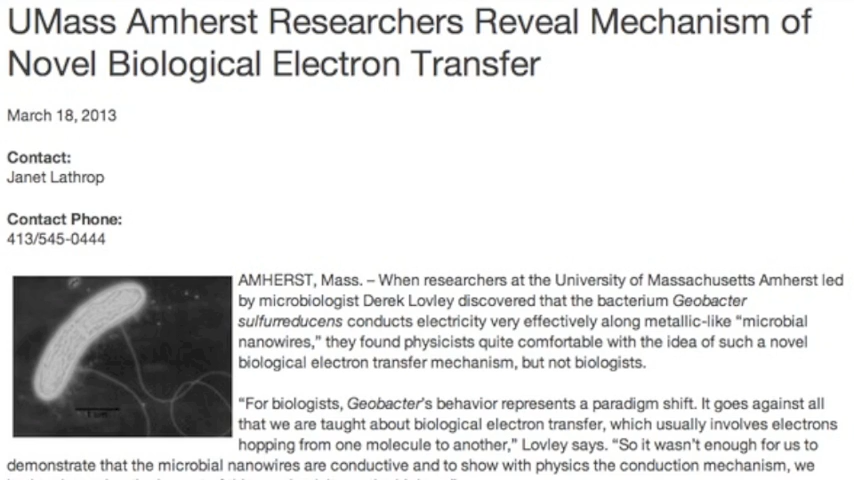 UMass Amherst Researchers Reveal Mechanism of
Novel Biological Electron Transfer
March 18, 2013
Contact:
Janet Lathrop
Contact Phone:
413/545-0444
AMHERST, Mass. – When researchers at the University of Massachusetts Amherst led
by microbiologist Derek Lovley discovered that the bacterium Geobacter
sulfurreducens conducts electricity very effectively along metallic-like “microbial
nanowires,” they found physicists quite comfortable with the idea of such a novel
biological electron transfer mechanism, but not biologists.
“For biologists, Geobacter’s behavior represents a paradigm shift. It goes against all
that we are taught about biological electron transfer, which usually involves electrons
hopping from one molecule to another,” Lovley says. “So it wasn’t enough for us to
demonstrate that the microbial nanowires are conductive and to show with physics the conduction mechanism, we